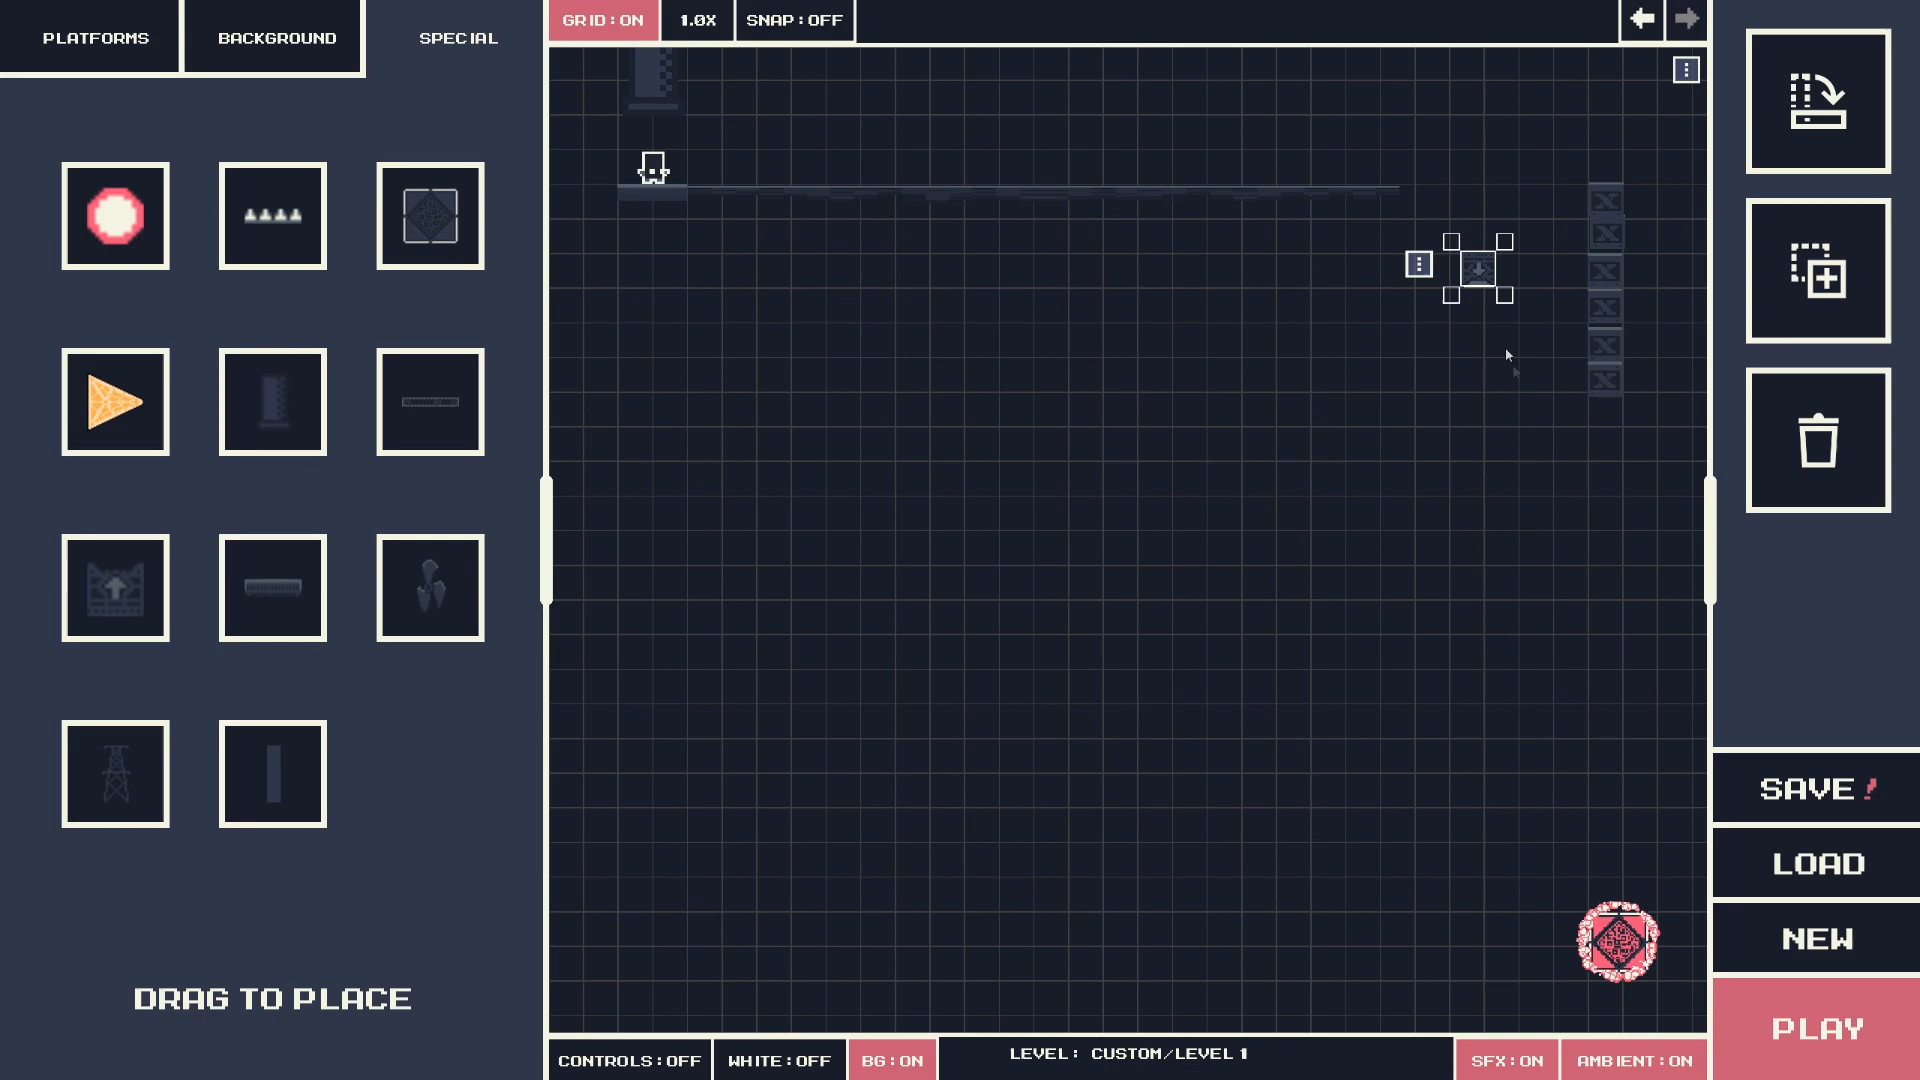 PLATFORMS
BACKGROUND
SPECIAL
GRID:ON
1.0X
SNAP:OFF
DRAG TO PLACE
SAVE!
LOAD
NEW
PLAY
CONTROLS:OFF
WHITE:OFF
BG:ON
LEVEL: CUSTOM/LEVEL 1
SFX:ON
AMBIENT:ON